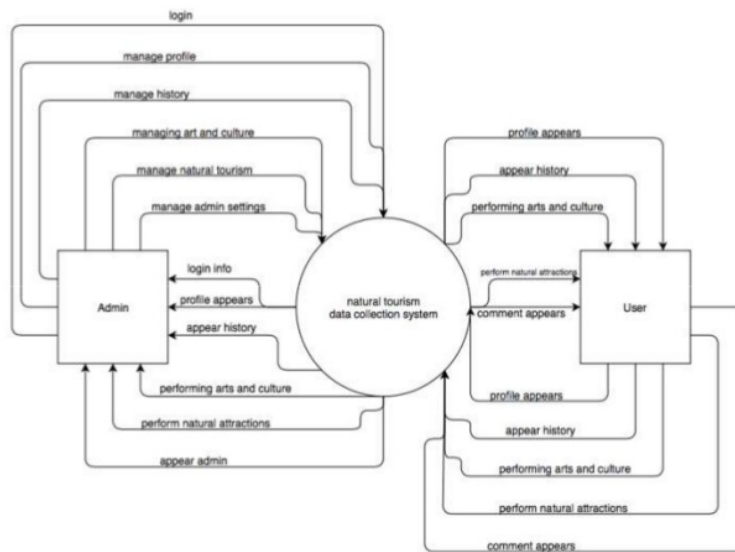 login
manage profile
manage history
managing art and culture
manage natural tourism
manage admin settings
profile appears
appear history
performing arts and culture
perform natural attractions
comment appears
login info
profile appears
appear history
Admin
natural tourism
data collection system
User
performing arts and culture
perform natural attractions
appear admin
profile appears
appear history
performing arts and culture
perform natural attractions
comment appears